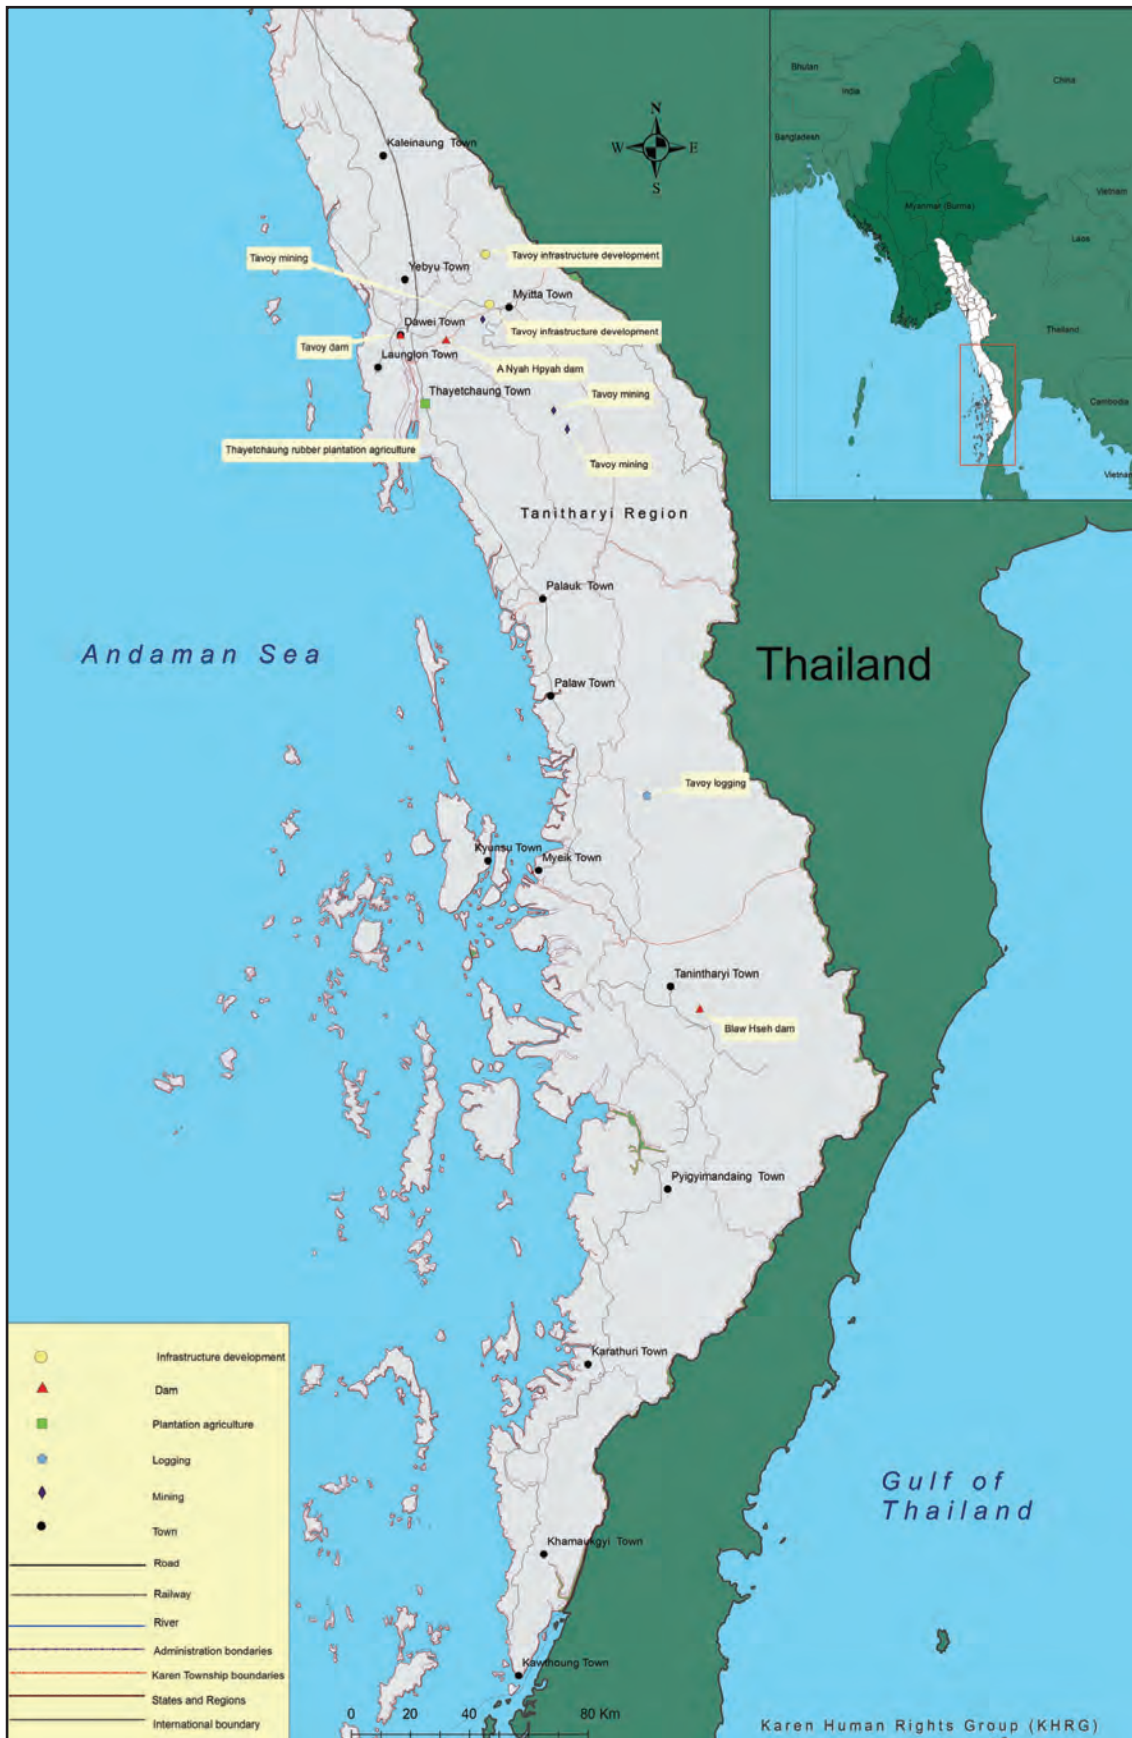 Bhutan
China
India
Bangladesh
Myanmar (Burma)
Vietnam
Laos
Thailand
Cambodia
Vietnam
N
W E
S
Kaleinaung Town
Tavoy mining
Yebyu Town
Tavoy infrastructure development
Myitta Town
Dawei Town
Tavoy infrastructure development
Tavoy dam
Launglon Town
A Nyah Hpyah dam
Thayetchaung Town
Tavoy mining
Thayetchaung rubber plantation agriculture
Tavoy mining
Tanitharyi Region
Palauk Town
Andaman Sea
Thailand
Palaw Town
Tavoy logging
Kyunsu Town
Myeik Town
Tanintharyi Town
Blaw Hseh dam
Pyigyimandaing Town
Karathuri Town
Gulf of
Thailand
Khamaukgyi Town
Kawthoung Town
Infrastructure development
Dam
Plantation agriculture
Logging
Mining
Town
Road
Railway
River
Administration bondaries
Karen Township boundaries
States and Regions
International boundary
0 40 80 Km
Karen Human Rights Group (KHRG)